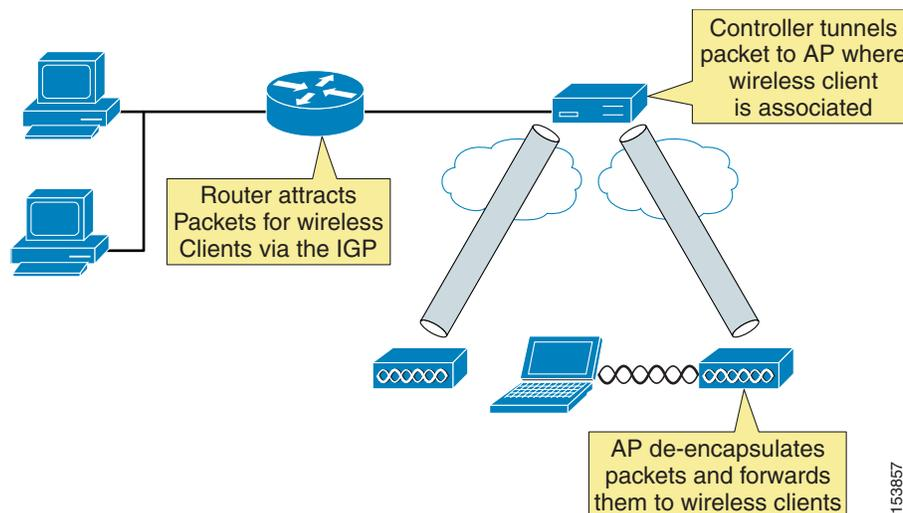 Controller tunnels
packet to AP where
wireless client
is associated
Router attracts
Packets for wireless
Clients via the IGP
AP de-encapsulates
packets and forwards
them to wireless clients
153857